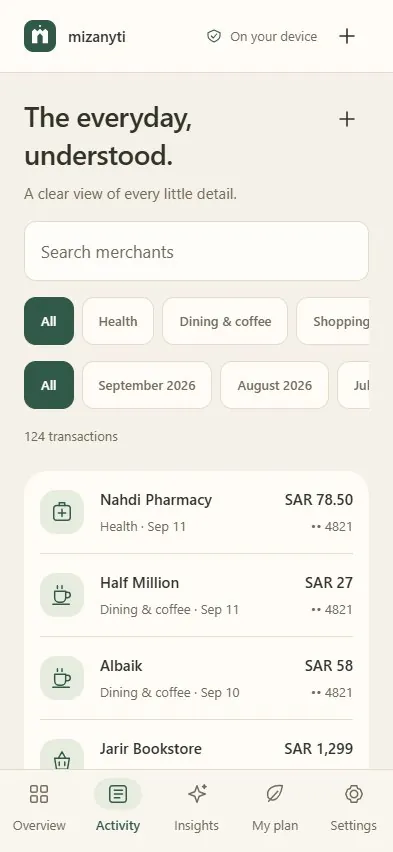 mizanyti
On your device
The everyday,
understood.
A clear view of every little detail.
Search merchants
All Health Dining & coffee Shopping
All September 2026 August 2026 Jul
124 transactions
Nahdi Pharmacy SAR 78.50
Health · Sep 11 •• 4821
Half Million SAR 27
Dining & coffee · Sep 11 •• 4821
Albaik SAR 58
Dining & coffee · Sep 10 •• 4821
Jarir Bookstore SAR 1,299
Overview Activity Insights My plan Settings